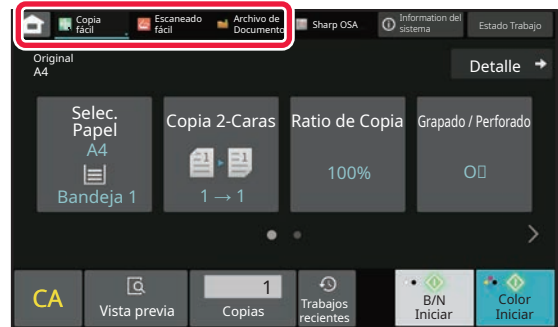 Copia
fácil
Escaneado
fácil
Archivo de
Documento
Sharp OSA
Information del
sistema
Estado Trabajo
Original
A4
Detalle
Selec.
Papel
A4
Bandeja 1
Copia 2-Caras
1 → 1
Ratio de Copia
100%
Grapado / Perforado
CA
Vista previa
1
Copias
Trabajos
recientes
B/N
Iniciar
Color
Iniciar